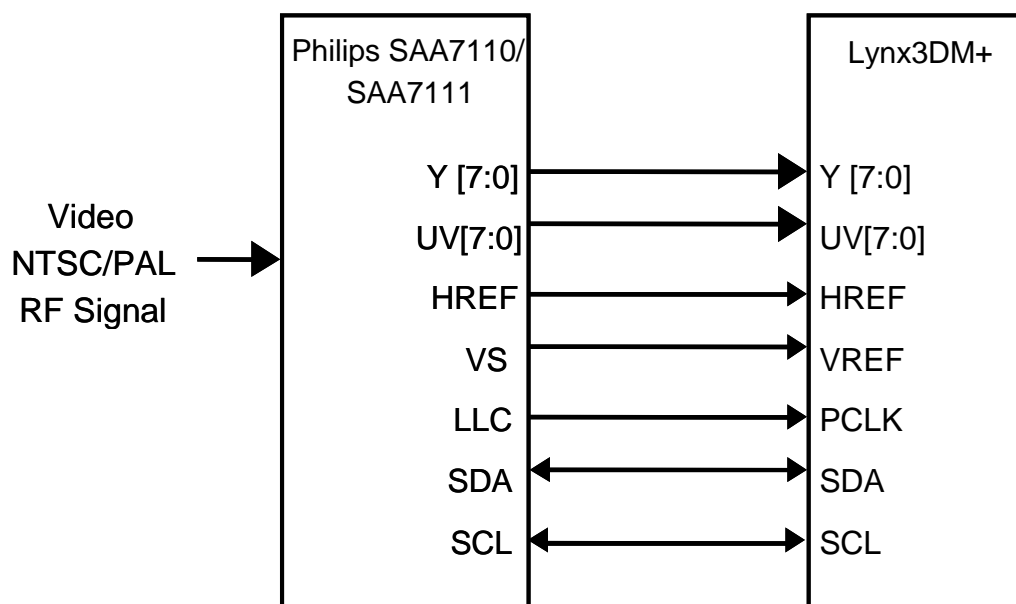 Philips SAA7110/
SAA7111
Lynx3DM+
Video
NTSC/PAL
RF Signal
Y [7:0]
UV[7:0]
HREF
VS
LLC
SDA
SCL
Y [7:0]
UV[7:0]
HREF
VREF
PCLK
SDA
SCL